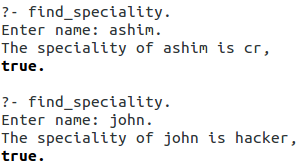 ?- find_speciality.
Enter name: ashim.
The speciality of ashim is cr,
true.
?- find_speciality.
Enter name: john.
The speciality of john is hacker,
true.